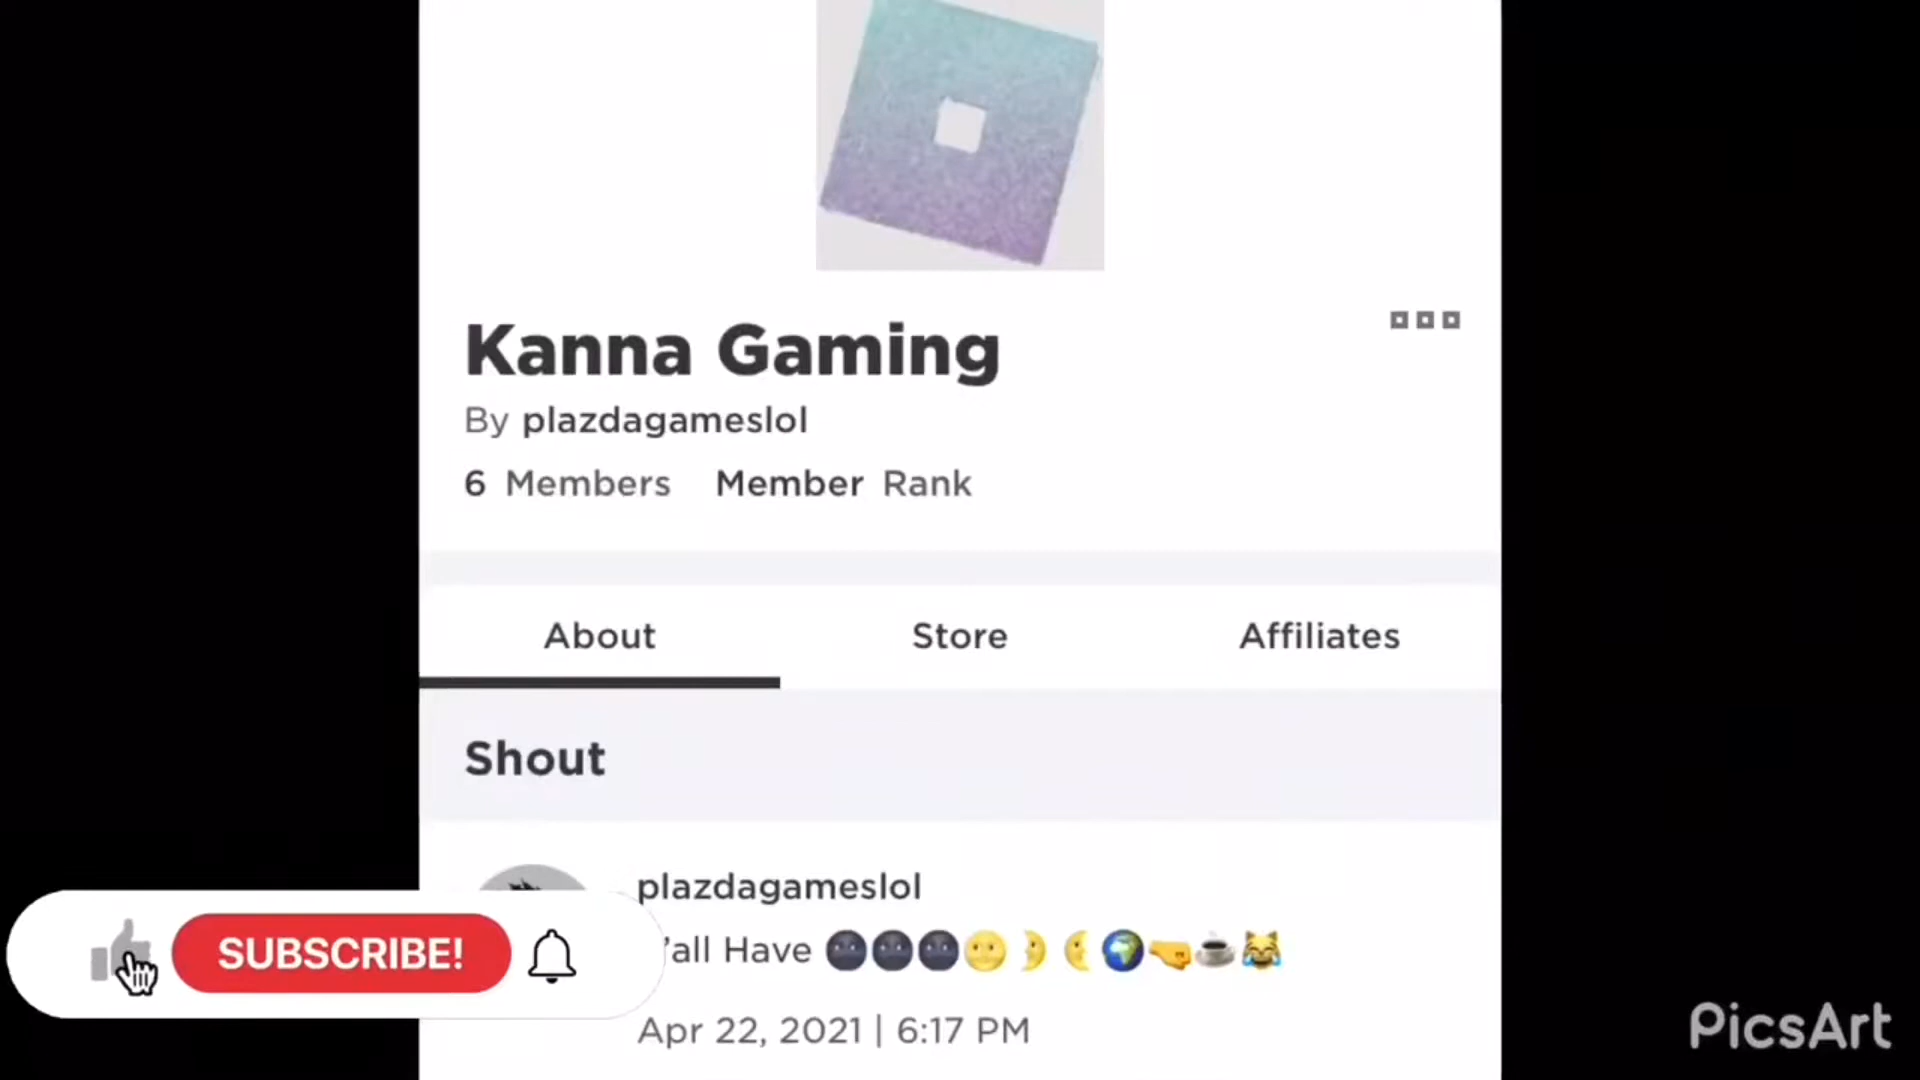 Kanna Gaming
By plazdagameslol
6 Members Member Rank
About Store Affiliates
Shout
plazdagameslol
'all Have 🌚🌚🌚🌝🌛🌜🌍🤜☕😹
SUBSCRIBE!
Apr 22, 2021 | 6:17 PM
PicsArt